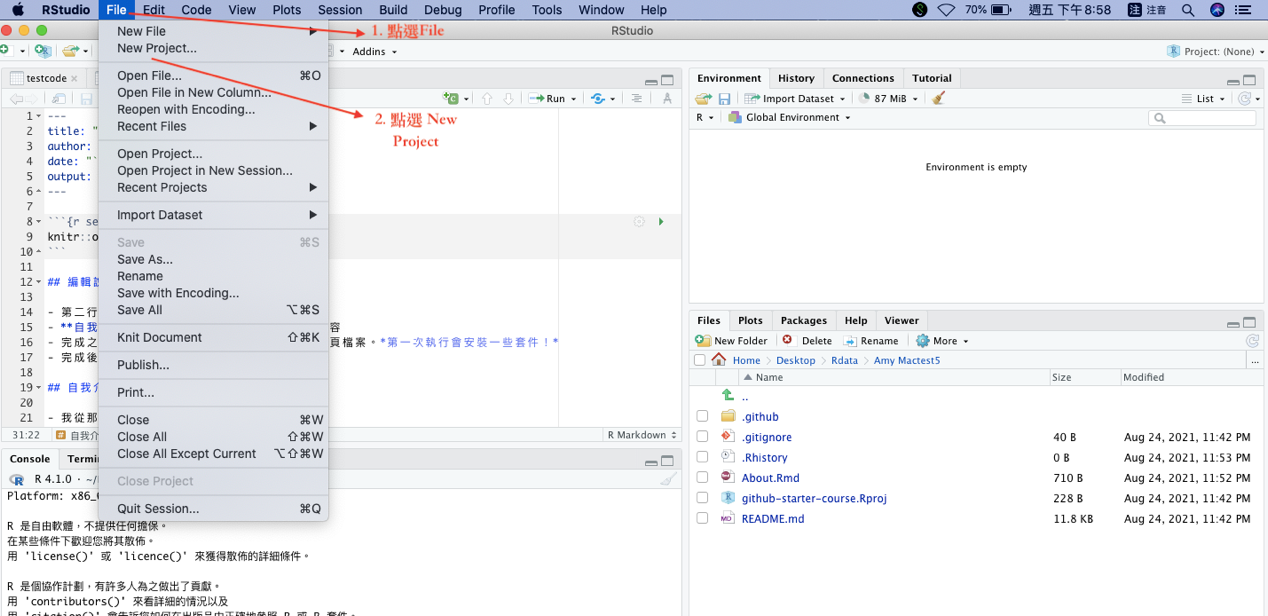 RStudio File Edit Code View Plots Session Build Debug Profile Tools Window Help 70% 週五 下午8:58 注 注音
RStudio
New File
1. 點選File
New Project...
Addins
Project: (None)
Open File... ⌘O
Open File in New Column...
Reopen with Encoding...
Recent Files
2. 點選 New
Project
Open Project...
Open Project in New Session...
Recent Projects
Import Dataset
Save ⌘S
Save As...
Rename
Save with Encoding...
Save All ⌥⌘S
Knit Document ⇧⌘K
Publish...
Print...
Close ⌘W
Close All ⇧⌘W
Close All Except Current ⌥⇧⌘W
Close Project
Quit Session... ⌘Q
testcode
Run
1 ---
2 title: "
3 author:
4 date: "`
5 output:
6 ---
7
8 ```{r se
9 knitr::o
10 ```
11
12 ## 編輯
13
14 - 第二行
15 - **自我 容
16 - 完成之 頁檔案。*第一次執行會安裝一些套件！*
17 - 完成後
18
19 ## 自我介
20
21 - 我從那
31:22 # 自我介 R Markdown
Console Termin
R 4.1.0 · ~/
Platform: x86_
R 是自由軟體，不提供任何擔保。
在某些條件下歡迎您將其散佈。
用 'license()' 或 'licence()' 來獲得散佈的詳細條件。
R 是個協作計劃，有許多人為之做出了貢獻。
用 'contributors()' 來看詳細的情況以及
Environment History Connections Tutorial
Import Dataset 87 MiB List
R Global Environment
Environment is empty
Files Plots Packages Help Viewer
New Folder Delete Rename More
Home Desktop Rdata Amy Mactest5 ...
Name Size Modified
..
.github
.gitignore 40 B Aug 24, 2021, 11:42 PM
.Rhistory 0 B Aug 24, 2021, 11:53 PM
About.Rmd 710 B Aug 24, 2021, 11:52 PM
github-starter-course.Rproj 228 B Aug 24, 2021, 11:42 PM
README.md 11.8 KB Aug 24, 2021, 11:42 PM